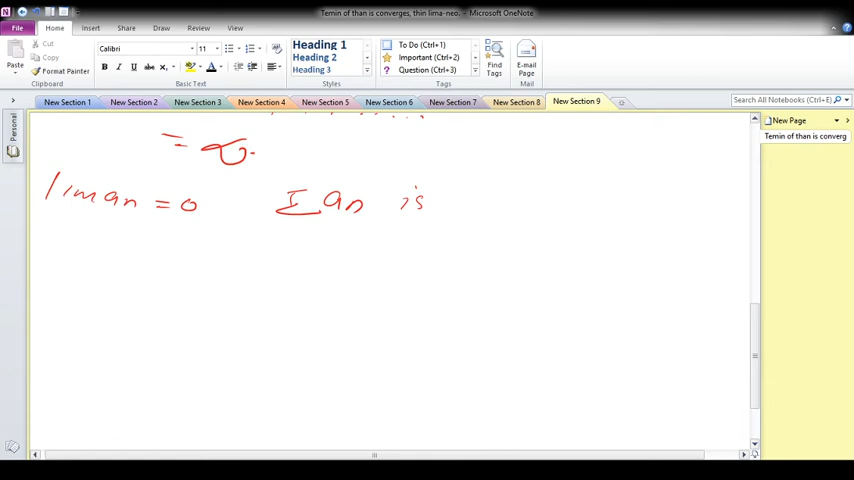 Temin of than is converges, thin lima-neo. - Microsoft OneNote
File Home Insert Share Draw Review View
Cut
Copy
Paste Format Painter
Clipboard
Calibri 11
B I U abc x
Basic Text
Heading 1
Heading 2
Heading 3
Styles
To Do (Ctrl+1)
Important (Ctrl+2)
? Question (Ctrl+3)
Tags
Find Tags
E-mail Page
Mail
New Section 1 New Section 2 New Section 3 New Section 4 New Section 5 New Section 6 New Section 7 New Section 8 New Section 9 Search All Notebooks (Ctrl+E)
Personal
New Page
Temin of than is converg
lim an = 0 Σ an is